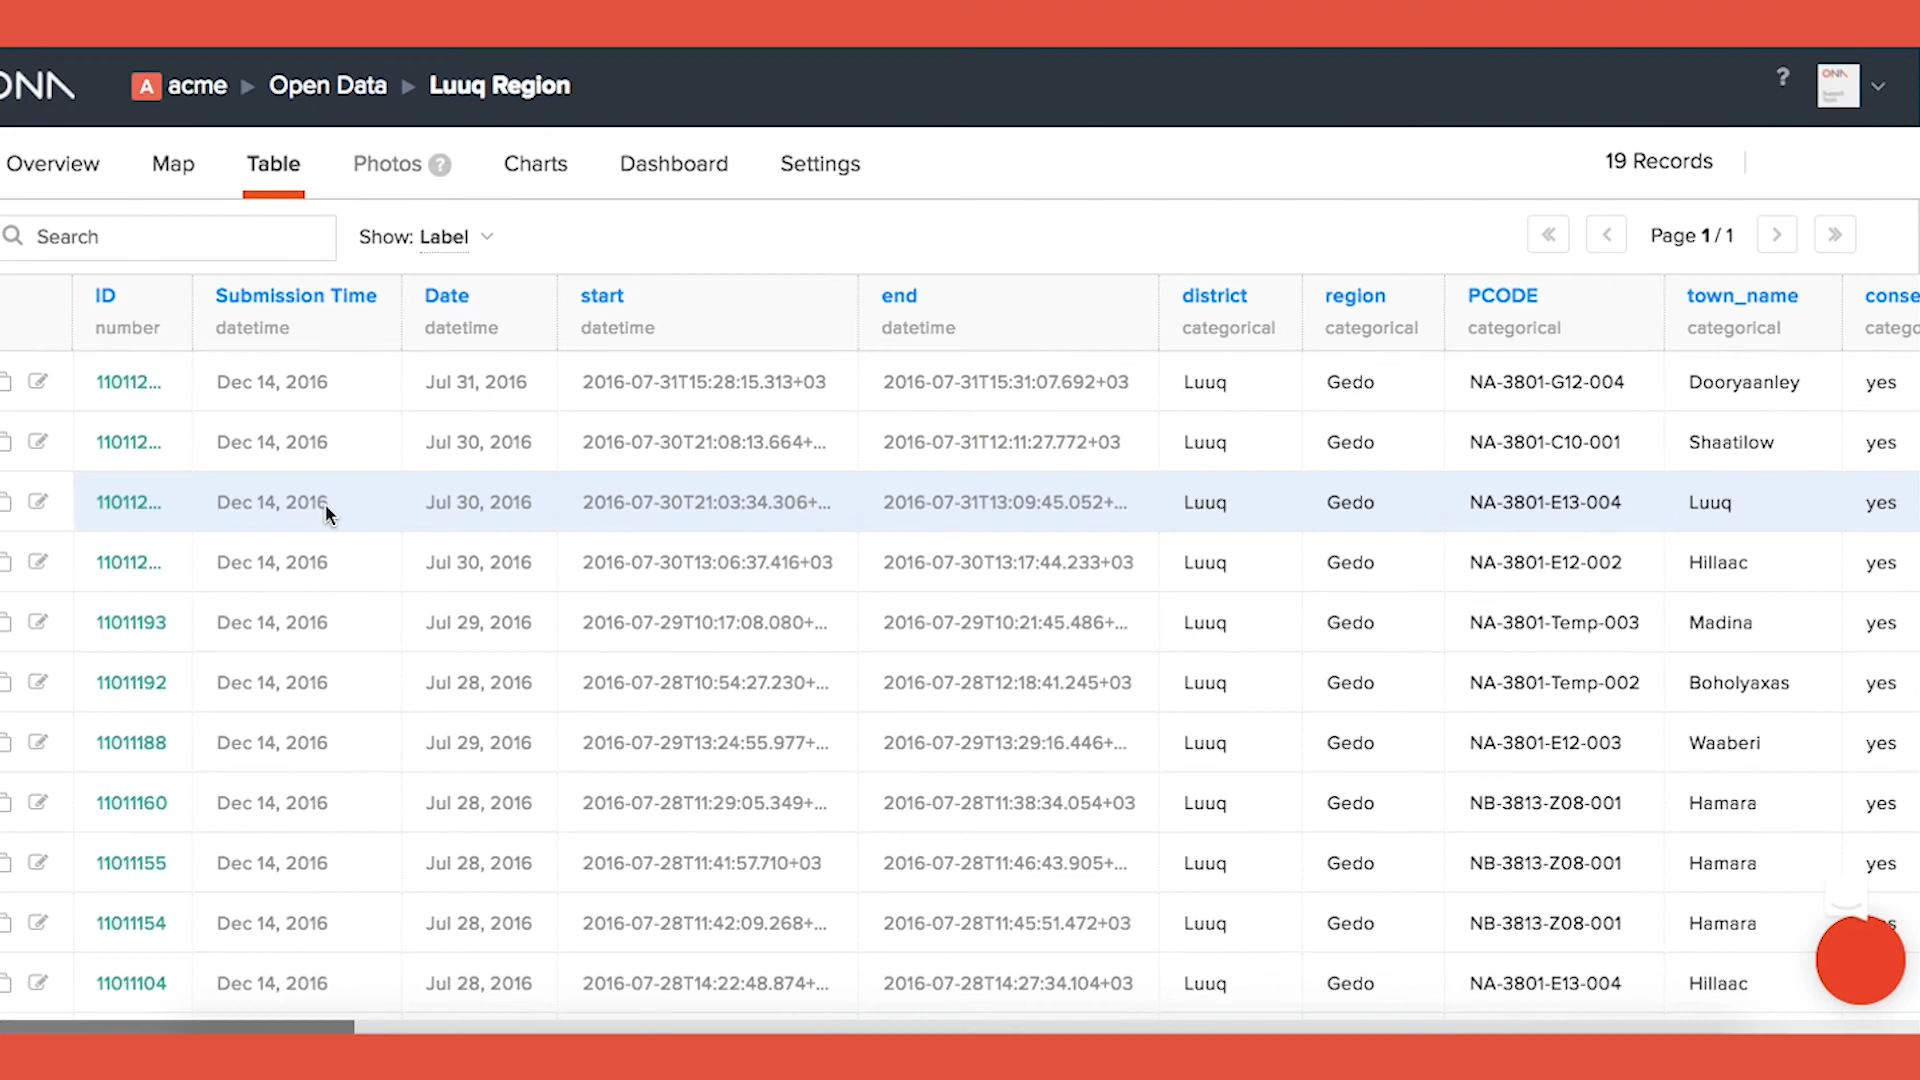 ONA A acme ▸ Open Data ▸ Luuq Region ?
Overview Map Table Photos ? Charts Dashboard Settings 19 Records
Search Show: Label Page 1 / 1
ID Submission Time Date start end district region PCODE town_name conse
number datetime datetime datetime datetime categorical categorical categorical categorical catego
110112... Dec 14, 2016 Jul 31, 2016 2016-07-31T15:28:15.313+03 2016-07-31T15:31:07.692+03 Luuq Gedo NA-3801-G12-004 Dooryaanley yes
110112... Dec 14, 2016 Jul 30, 2016 2016-07-30T21:08:13.664+... 2016-07-31T12:11:27.772+03 Luuq Gedo NA-3801-C10-001 Shaatilow yes
110112... Dec 14, 2016 Jul 30, 2016 2016-07-30T21:03:34.306+... 2016-07-31T13:09:45.052+... Luuq Gedo NA-3801-E13-004 Luuq yes
110112... Dec 14, 2016 Jul 30, 2016 2016-07-30T13:06:37.416+03 2016-07-30T13:17:44.233+03 Luuq Gedo NA-3801-E12-002 Hillaac yes
11011193 Dec 14, 2016 Jul 29, 2016 2016-07-29T10:17:08.080+... 2016-07-29T10:21:45.486+... Luuq Gedo NA-3801-Temp-003 Madina yes
11011192 Dec 14, 2016 Jul 28, 2016 2016-07-28T10:54:27.230+... 2016-07-28T12:18:41.245+03 Luuq Gedo NA-3801-Temp-002 Boholyaxas yes
11011188 Dec 14, 2016 Jul 29, 2016 2016-07-29T13:24:55.977+... 2016-07-29T13:29:16.446+... Luuq Gedo NA-3801-E12-003 Waaberi yes
11011160 Dec 14, 2016 Jul 28, 2016 2016-07-28T11:29:05.349+... 2016-07-28T11:38:34.054+03 Luuq Gedo NB-3813-Z08-001 Hamara yes
11011155 Dec 14, 2016 Jul 28, 2016 2016-07-28T11:41:57.710+03 2016-07-28T11:46:43.905+... Luuq Gedo NB-3813-Z08-001 Hamara yes
11011154 Dec 14, 2016 Jul 28, 2016 2016-07-28T11:42:09.268+... 2016-07-28T11:45:51.472+03 Luuq Gedo NB-3813-Z08-001 Hamara
11011104 Dec 14, 2016 Jul 28, 2016 2016-07-28T14:22:48.874+... 2016-07-28T14:27:34.104+03 Luuq Gedo NA-3801-E13-004 Hillaac